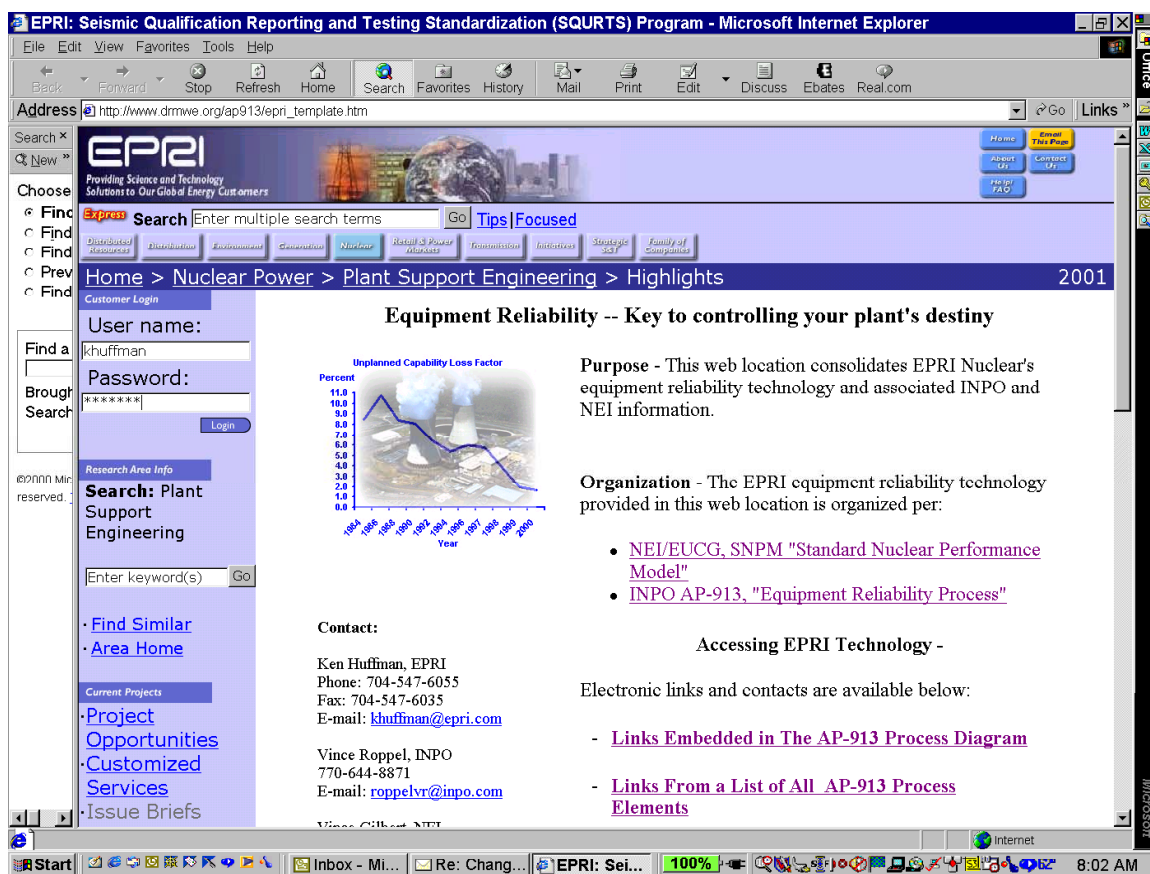 EPRI: Seismic Qualification Reporting and Testing Standardization (SQURTS) Program - Microsoft Internet Explorer
File Edit View Favorites Tools Help
Back Forward Stop Refresh Home Search Favorites History Mail Print Edit Discuss Ebates Real.com
Address http://www.drmwe.org/ap913/epri_template.htm Go Links »
Search ×
New »
Choose
Find
Find
Find
Prev
Find
Find a
Brough
Search
©2000 Mic
reserved.
EPRI
Providing Science and Technology
Solutions to Our Global Energy Customers
Home
Email This Page
About Us
Contact Us
Help/ FAQ
Express Search Enter multiple search terms Go Tips | Focused
Distributed Resources
Distribution
Environment
Generation
Nuclear
Retail & Power Markets
Transmission
Initiatives
Strategic S&T
Family of Companies
Home > Nuclear Power > Plant Support Engineering > Highlights 2001
Customer Login
User name:
khuffman
Password:
*******
Login
Research Area Info
Search: Plant
Support
Engineering
Enter keyword(s) Go
· Find Similar
· Area Home
Current Projects
·Project
Opportunities
·Customized
Services
·Issue Briefs
Equipment Reliability -- Key to controlling your plant's destiny
Unplanned Capability Loss Factor
Percent
11.0
10.0
9.0
8.0
7.0
6.0
5.0
4.0
3.0
2.0
1.0
0.0
1984 1986 1988 1990 1992 1994 1996 1997 1998 1999 2000
Year
Contact:
Ken Huffman, EPRI
Phone: 704-547-6055
Fax: 704-547-6035
E-mail: khuffman@epri.com
Vince Roppel, INPO
770-644-8871
E-mail: roppelvr@inpo.com
Vince Gilbert, NEI
Purpose - This web location consolidates EPRI Nuclear's
equipment reliability technology and associated INPO and
NEI information.
Organization - The EPRI equipment reliability technology
provided in this web location is organized per:
• NEI/EUCG, SNPM "Standard Nuclear Performance
Model"
• INPO AP-913, "Equipment Reliability Process"
Accessing EPRI Technology -
Electronic links and contacts are available below:
- Links Embedded in The AP-913 Process Diagram
- Links From a List of All AP-913 Process
Elements
Office
Microsoft
Internet
Start Inbox - Mi... Re: Chang... EPRI: Sei... 100% 8:02 AM